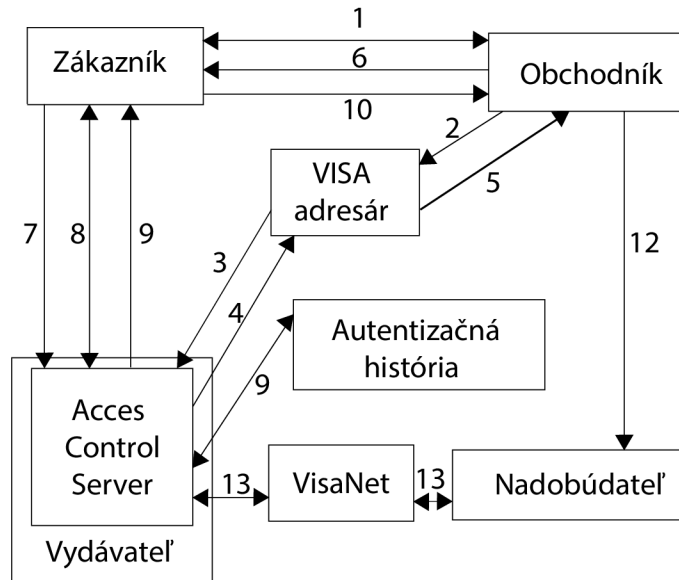 1
Zákazník
6
Obchodník
10
2
VISA
adresár
5
7
8
9
3
12
4
Autentizačná
história
9
Acces
Control
Server
13
VisaNet
13
Nadobúdateľ
Vydávateľ